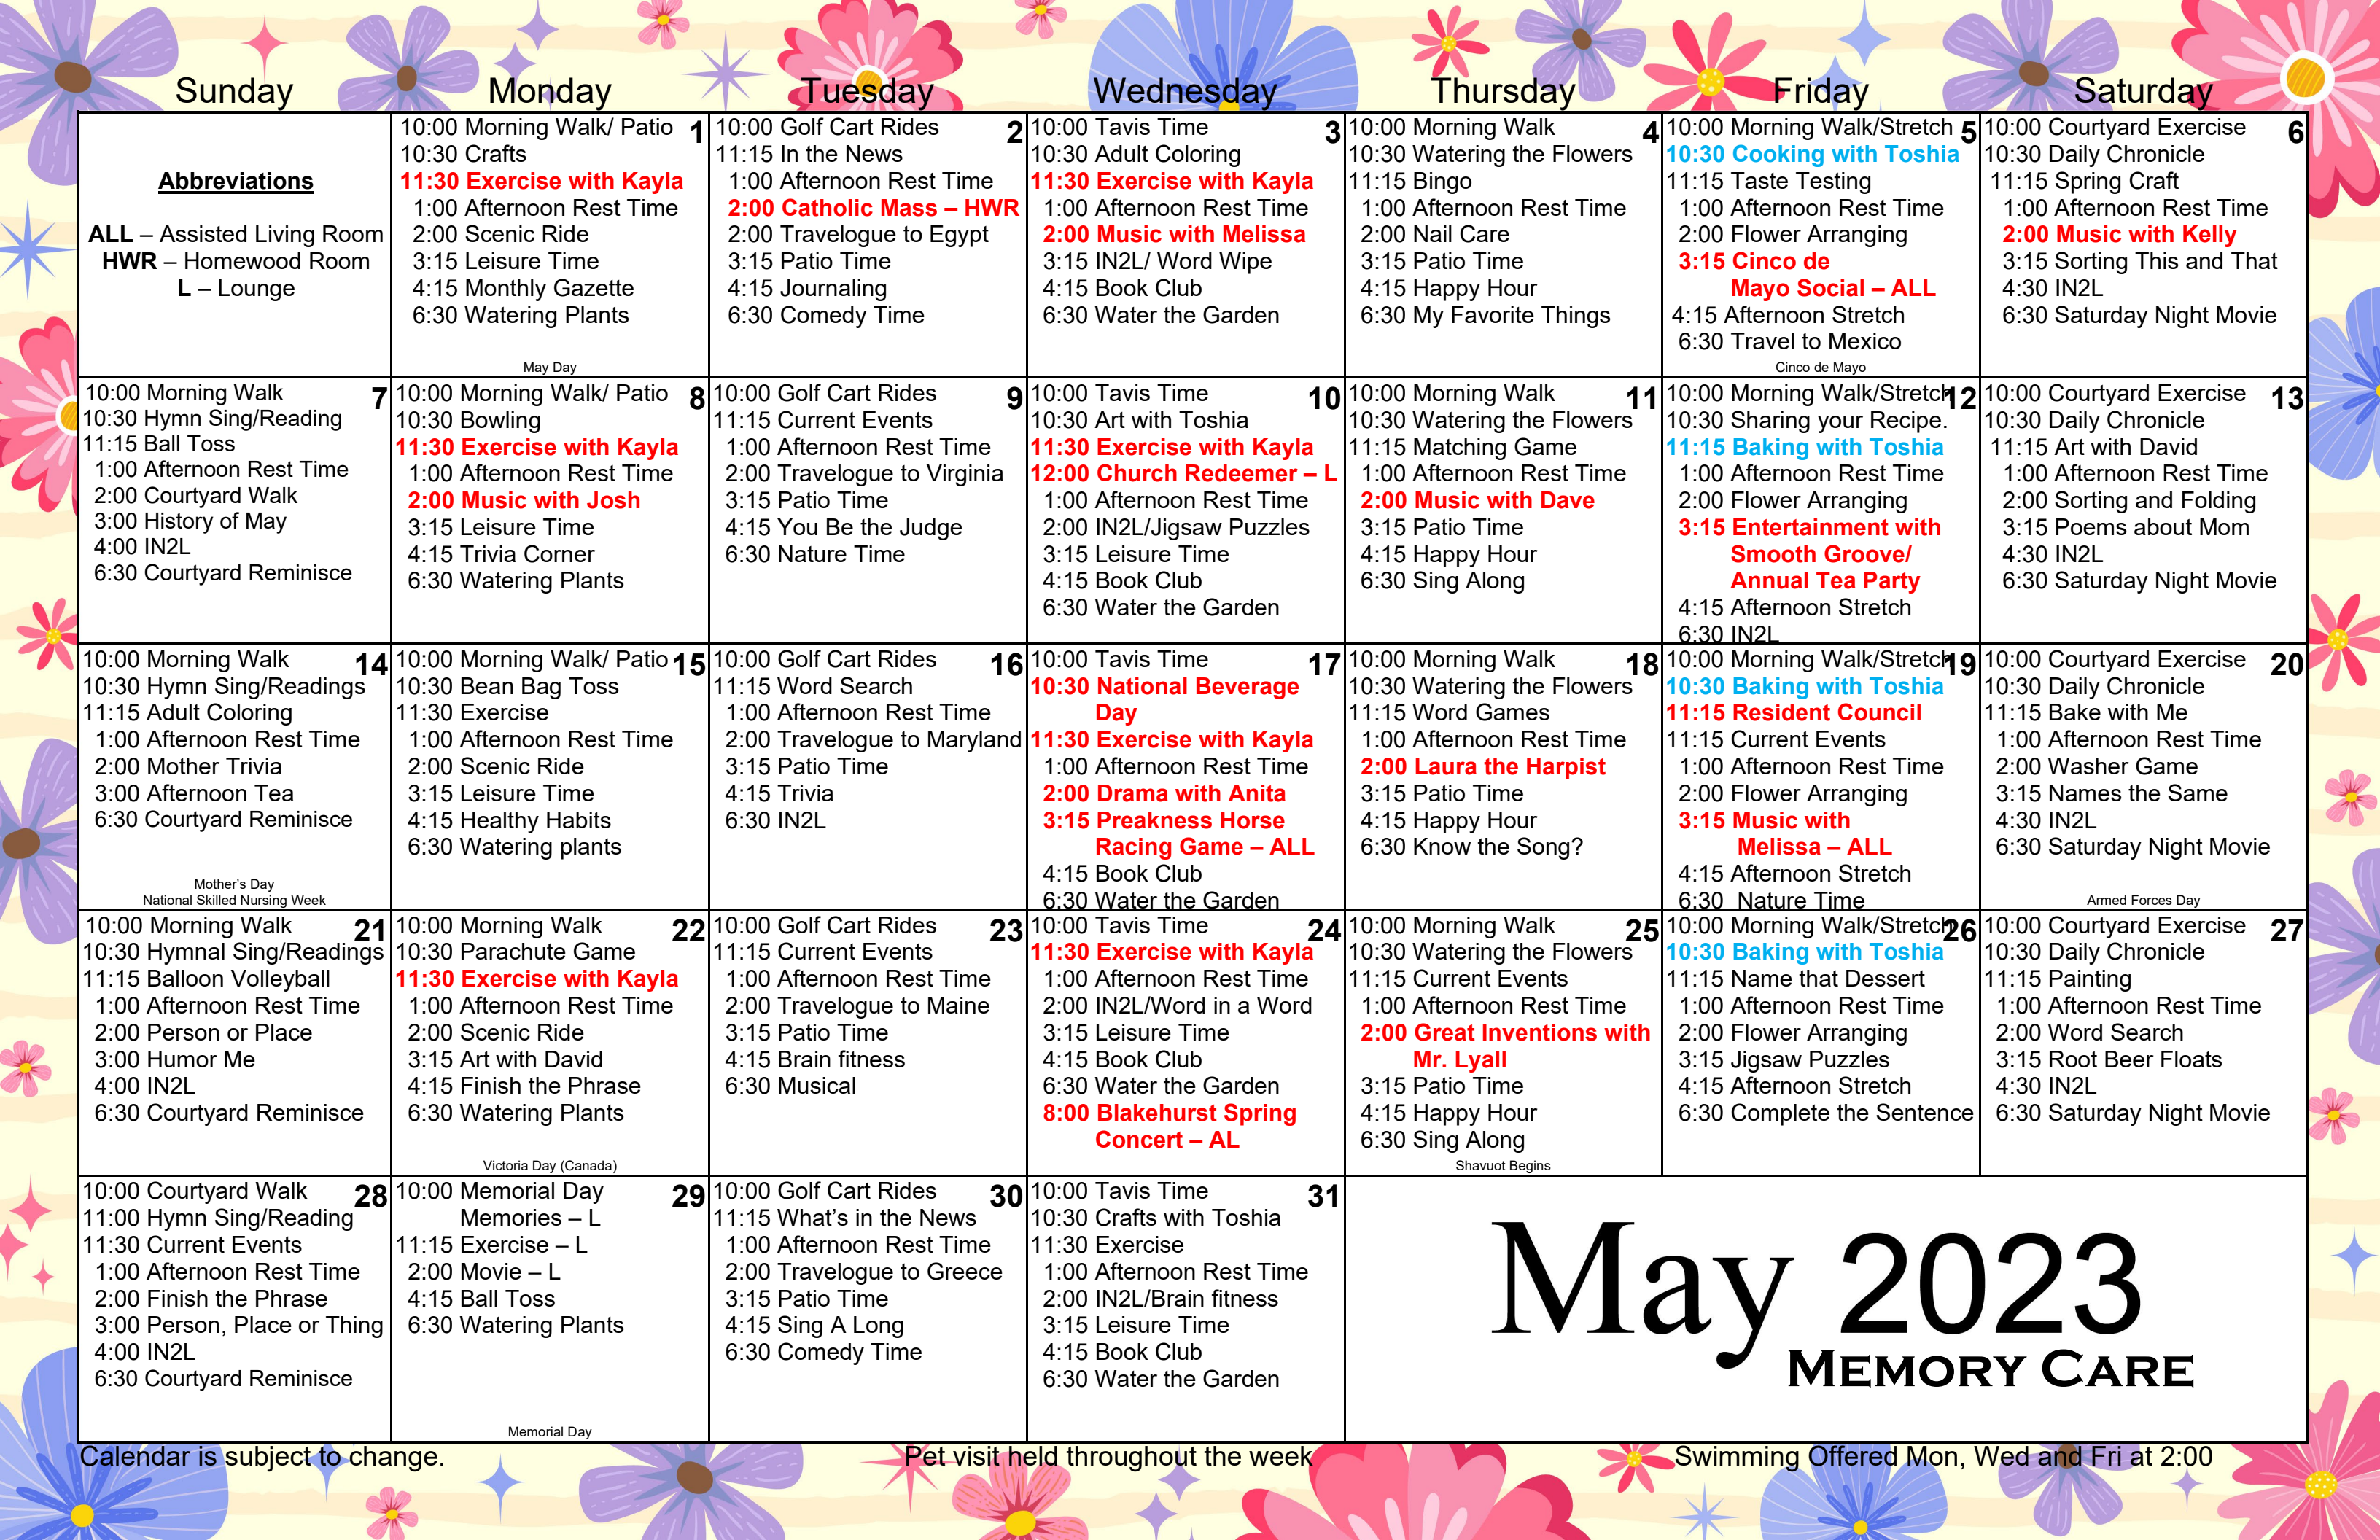 Sunday
Monday
Tuesday
Wednesday
Thursday
Friday
Saturday
Abbreviations
ALL – Assisted Living Room
HWR – Homewood Room
L – Lounge
10:00 Morning Walk/ Patio 1
10:30 Crafts
11:30 Exercise with Kayla
1:00 Afternoon Rest Time
2:00 Scenic Ride
3:15 Leisure Time
4:15 Monthly Gazette
6:30 Watering Plants
May Day
10:00 Golf Cart Rides 2
11:15 In the News
1:00 Afternoon Rest Time
2:00 Catholic Mass – HWR
2:00 Travelogue to Egypt
3:15 Patio Time
4:15 Journaling
6:30 Comedy Time
10:00 Tavis Time 3
10:30 Adult Coloring
11:30 Exercise with Kayla
1:00 Afternoon Rest Time
2:00 Music with Melissa
3:15 IN2L/ Word Wipe
4:15 Book Club
6:30 Water the Garden
10:00 Morning Walk 4
10:30 Watering the Flowers
11:15 Bingo
1:00 Afternoon Rest Time
2:00 Nail Care
3:15 Patio Time
4:15 Happy Hour
6:30 My Favorite Things
10:00 Morning Walk/Stretch 5
10:30 Cooking with Toshia
11:15 Taste Testing
1:00 Afternoon Rest Time
2:00 Flower Arranging
3:15 Cinco de
Mayo Social – ALL
4:15 Afternoon Stretch
6:30 Travel to Mexico
Cinco de Mayo
10:00 Courtyard Exercise 6
10:30 Daily Chronicle
11:15 Spring Craft
1:00 Afternoon Rest Time
2:00 Music with Kelly
3:15 Sorting This and That
4:30 IN2L
6:30 Saturday Night Movie
10:00 Morning Walk 7
10:30 Hymn Sing/Reading
11:15 Ball Toss
1:00 Afternoon Rest Time
2:00 Courtyard Walk
3:00 History of May
4:00 IN2L
6:30 Courtyard Reminisce
10:00 Morning Walk/ Patio 8
10:30 Bowling
11:30 Exercise with Kayla
1:00 Afternoon Rest Time
2:00 Music with Josh
3:15 Leisure Time
4:15 Trivia Corner
6:30 Watering Plants
10:00 Golf Cart Rides 9
11:15 Current Events
1:00 Afternoon Rest Time
2:00 Travelogue to Virginia
3:15 Patio Time
4:15 You Be the Judge
6:30 Nature Time
10:00 Tavis Time 10
10:30 Art with Toshia
11:30 Exercise with Kayla
12:00 Church Redeemer – L
1:00 Afternoon Rest Time
2:00 IN2L/Jigsaw Puzzles
3:15 Leisure Time
4:15 Book Club
6:30 Water the Garden
10:00 Morning Walk 11
10:30 Watering the Flowers
11:15 Matching Game
1:00 Afternoon Rest Time
2:00 Music with Dave
3:15 Patio Time
4:15 Happy Hour
6:30 Sing Along
10:00 Morning Walk/Stretch 12
10:30 Sharing your Recipe.
11:15 Baking with Toshia
1:00 Afternoon Rest Time
2:00 Flower Arranging
3:15 Entertainment with
Smooth Groove/
Annual Tea Party
4:15 Afternoon Stretch
6:30 IN2L
10:00 Courtyard Exercise 13
10:30 Daily Chronicle
11:15 Art with David
1:00 Afternoon Rest Time
2:00 Sorting and Folding
3:15 Poems about Mom
4:30 IN2L
6:30 Saturday Night Movie
10:00 Morning Walk 14
10:30 Hymn Sing/Readings
11:15 Adult Coloring
1:00 Afternoon Rest Time
2:00 Mother Trivia
3:00 Afternoon Tea
6:30 Courtyard Reminisce
Mother's Day
National Skilled Nursing Week
10:00 Morning Walk/ Patio 15
10:30 Bean Bag Toss
11:30 Exercise
1:00 Afternoon Rest Time
2:00 Scenic Ride
3:15 Leisure Time
4:15 Healthy Habits
6:30 Watering plants
10:00 Golf Cart Rides 16
11:15 Word Search
1:00 Afternoon Rest Time
2:00 Travelogue to Maryland
3:15 Patio Time
4:15 Trivia
6:30 IN2L
10:00 Tavis Time 17
10:30 National Beverage
Day
11:30 Exercise with Kayla
1:00 Afternoon Rest Time
2:00 Drama with Anita
3:15 Preakness Horse
Racing Game – ALL
4:15 Book Club
6:30 Water the Garden
10:00 Morning Walk 18
10:30 Watering the Flowers
11:15 Word Games
1:00 Afternoon Rest Time
2:00 Laura the Harpist
3:15 Patio Time
4:15 Happy Hour
6:30 Know the Song?
10:00 Morning Walk/Stretch 19
10:30 Baking with Toshia
11:15 Resident Council
11:15 Current Events
1:00 Afternoon Rest Time
2:00 Flower Arranging
3:15 Music with
Melissa – ALL
4:15 Afternoon Stretch
6:30 Nature Time
10:00 Courtyard Exercise 20
10:30 Daily Chronicle
11:15 Bake with Me
1:00 Afternoon Rest Time
2:00 Washer Game
3:15 Names the Same
4:30 IN2L
6:30 Saturday Night Movie
Armed Forces Day
10:00 Morning Walk 21
10:30 Hymnal Sing/Readings
11:15 Balloon Volleyball
1:00 Afternoon Rest Time
2:00 Person or Place
3:00 Humor Me
4:00 IN2L
6:30 Courtyard Reminisce
10:00 Morning Walk 22
10:30 Parachute Game
11:30 Exercise with Kayla
1:00 Afternoon Rest Time
2:00 Scenic Ride
3:15 Art with David
4:15 Finish the Phrase
6:30 Watering Plants
Victoria Day (Canada)
10:00 Golf Cart Rides 23
11:15 Current Events
1:00 Afternoon Rest Time
2:00 Travelogue to Maine
3:15 Patio Time
4:15 Brain fitness
6:30 Musical
10:00 Tavis Time 24
11:30 Exercise with Kayla
1:00 Afternoon Rest Time
2:00 IN2L/Word in a Word
3:15 Leisure Time
4:15 Book Club
6:30 Water the Garden
8:00 Blakehurst Spring
Concert – AL
10:00 Morning Walk 25
10:30 Watering the Flowers
11:15 Current Events
1:00 Afternoon Rest Time
2:00 Great Inventions with
Mr. Lyall
3:15 Patio Time
4:15 Happy Hour
6:30 Sing Along
Shavuot Begins
10:00 Morning Walk/Stretch 26
10:30 Baking with Toshia
11:15 Name that Dessert
1:00 Afternoon Rest Time
2:00 Flower Arranging
3:15 Jigsaw Puzzles
4:15 Afternoon Stretch
6:30 Complete the Sentence
10:00 Courtyard Exercise 27
10:30 Daily Chronicle
11:15 Painting
1:00 Afternoon Rest Time
2:00 Word Search
3:15 Root Beer Floats
4:30 IN2L
6:30 Saturday Night Movie
10:00 Courtyard Walk 28
11:00 Hymn Sing/Reading
11:30 Current Events
1:00 Afternoon Rest Time
2:00 Finish the Phrase
3:00 Person, Place or Thing
4:00 IN2L
6:30 Courtyard Reminisce
10:00 Memorial Day 29
Memories – L
11:15 Exercise – L
2:00 Movie – L
4:15 Ball Toss
6:30 Watering Plants
Memorial Day
10:00 Golf Cart Rides 30
11:15 What's in the News
1:00 Afternoon Rest Time
2:00 Travelogue to Greece
3:15 Patio Time
4:15 Sing A Long
6:30 Comedy Time
10:00 Tavis Time 31
10:30 Crafts with Toshia
11:30 Exercise
1:00 Afternoon Rest Time
2:00 IN2L/Brain fitness
3:15 Leisure Time
4:15 Book Club
6:30 Water the Garden
May 2023
MEMORY CARE
Calendar is subject to change.
Pet visit held throughout the week
Swimming Offered Mon, Wed and Fri at 2:00